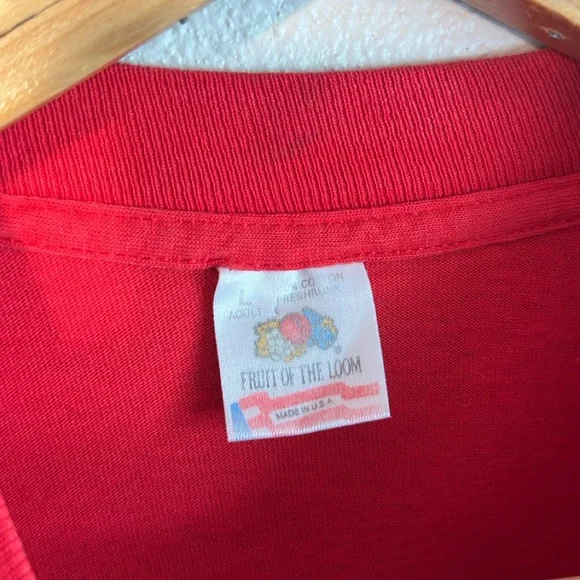 L % COTTON
ADULT PRESHRUNK
®
FRUIT OF THE LOOM
MADE IN U.S.A.